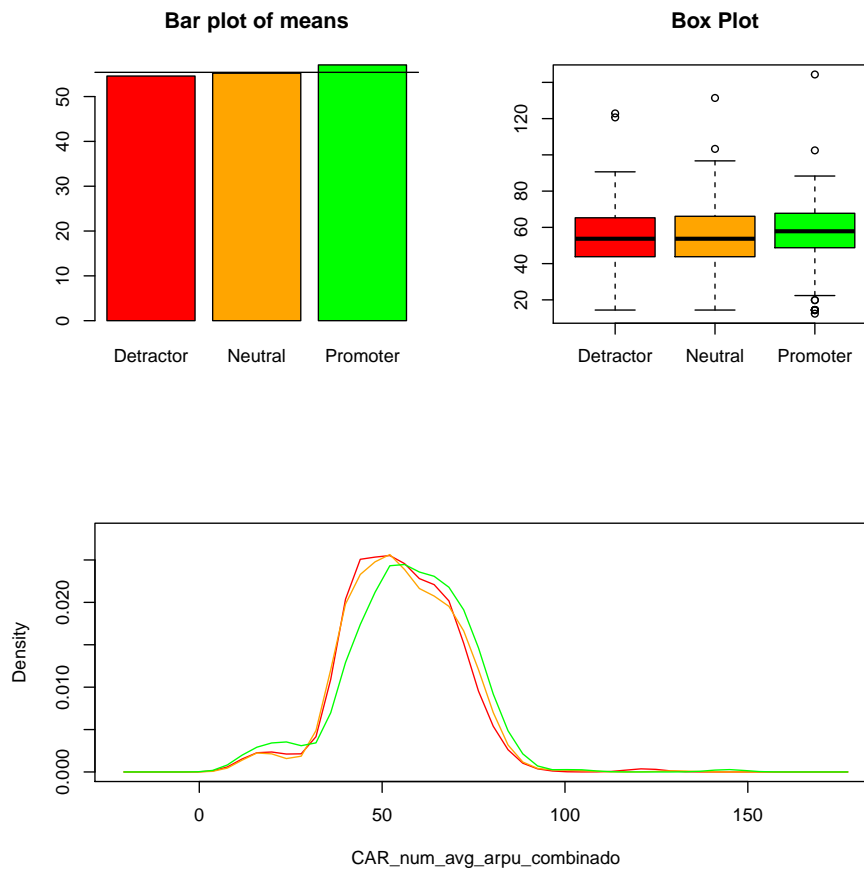 Bar plot of means
50
40
30
20
10
0
Detractor Neutral Promoter
Box Plot
120
80
60
40
20
Detractor Neutral Promoter
Density
0.020
0.010
0.000
0 50 100 150
CAR_num_avg_arpu_combinado